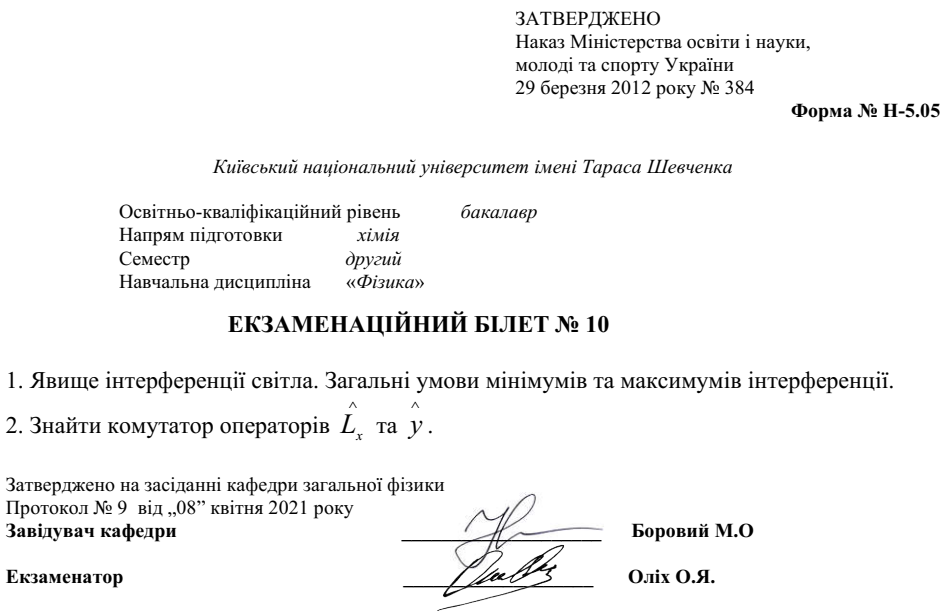 ЗАТВЕРДЖЕНО
Наказ Міністерства освіти і науки,
молоді та спорту України
29 березня 2012 року № 384
Форма № Н-5.05
Київський національний університет імені Тараса Шевченка
Освітньо-кваліфікаційний рівень бакалавр
Напрям підготовки хімія
Семестр другий
Навчальна дисципліна «Фізика»
ЕКЗАМЕНАЦІЙНИЙ БІЛЕТ № 10
1. Явище інтерференції світла. Загальні умови мінімумів та максимумів інтерференції.
2. Знайти комутатор операторів L̂ₓ та ŷ .
Затверджено на засіданні кафедри загальної фізики
Протокол № 9 від „08” квітня 2021 року
Завідувач кафедри Боровий М.О
Екзаменатор Оліх О.Я.